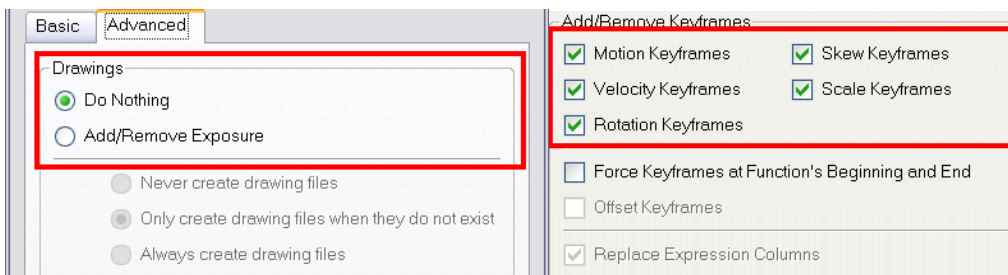 Basic Advanced
Drawings
Do Nothing
Add/Remove Exposure
Never create drawing files
Only create drawing files when they do not exist
Always create drawing files
Add/Remove Keyframes
Motion Keyframes Skew Keyframes
Velocity Keyframes Scale Keyframes
Rotation Keyframes
Force Keyframes at Function's Beginning and End
Offset Keyframes
Replace Expression Columns